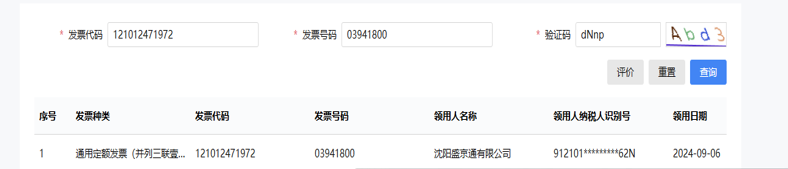 * 发票代码 121012471972 * 发票号码 03941800 * 验证码 dNnp Abd3
评价 重置 查询
序号 发票种类 发票代码 发票号码 领用人名称 领用人纳税人识别号 领用日期
1 通用定额发票（并列三联壹... 121012471972 03941800 沈阳盛京通有限公司 912101*********62N 2024-09-06